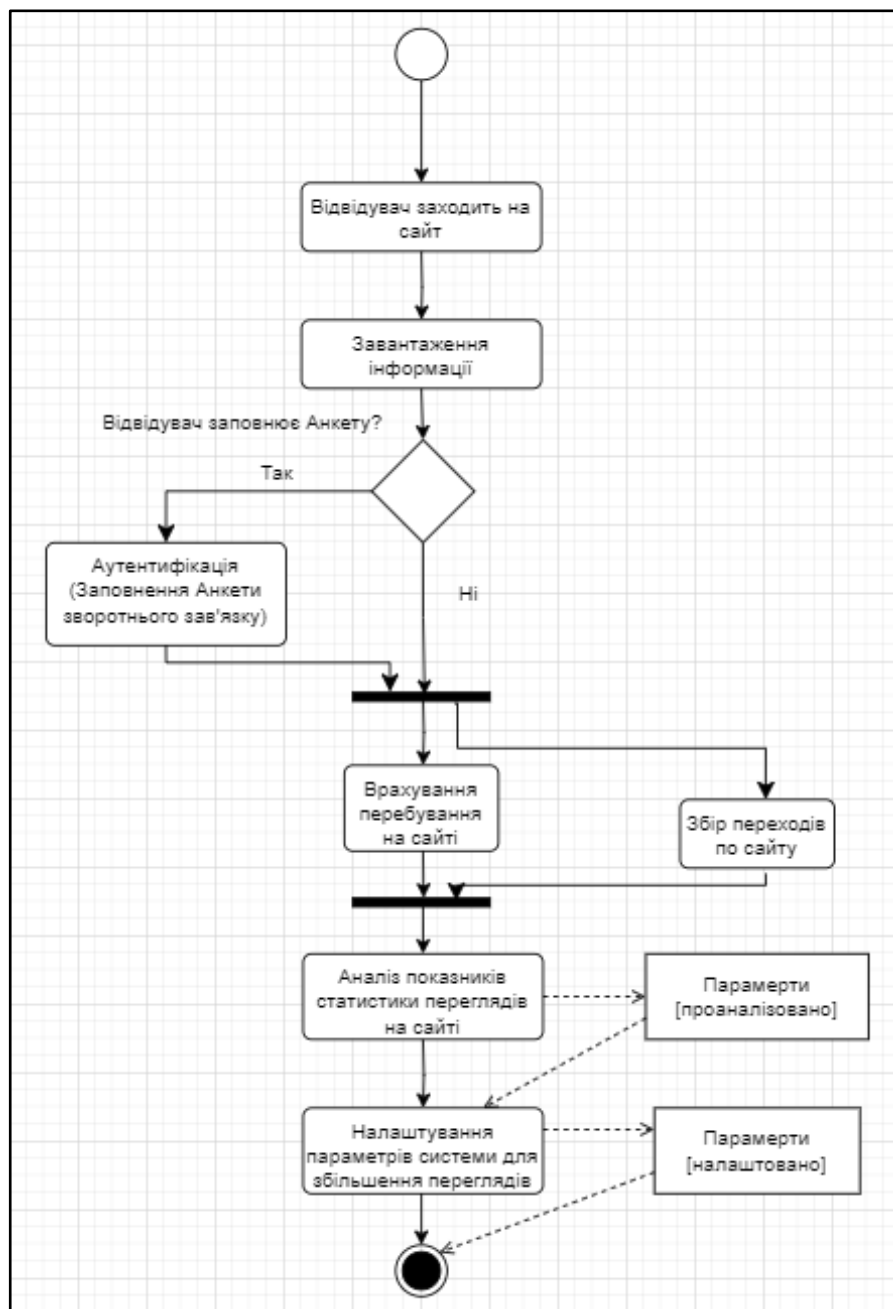 Відвідувач заходить на
сайт
Завантаження
інформації
Відвідувач заповнює Анкету?
Так
Аутентифікація
(Заповнення Анкети
зворотнього зав'язку)
Ні
Врахування
перебування
на сайті
Збір переходів
по сайту
Аналіз показників
статистики переглядів
на сайті
Парамерти
[проаналізовано]
Налаштування
параметрів системи для
збільшення переглядів
Парамерти
[налаштовано]